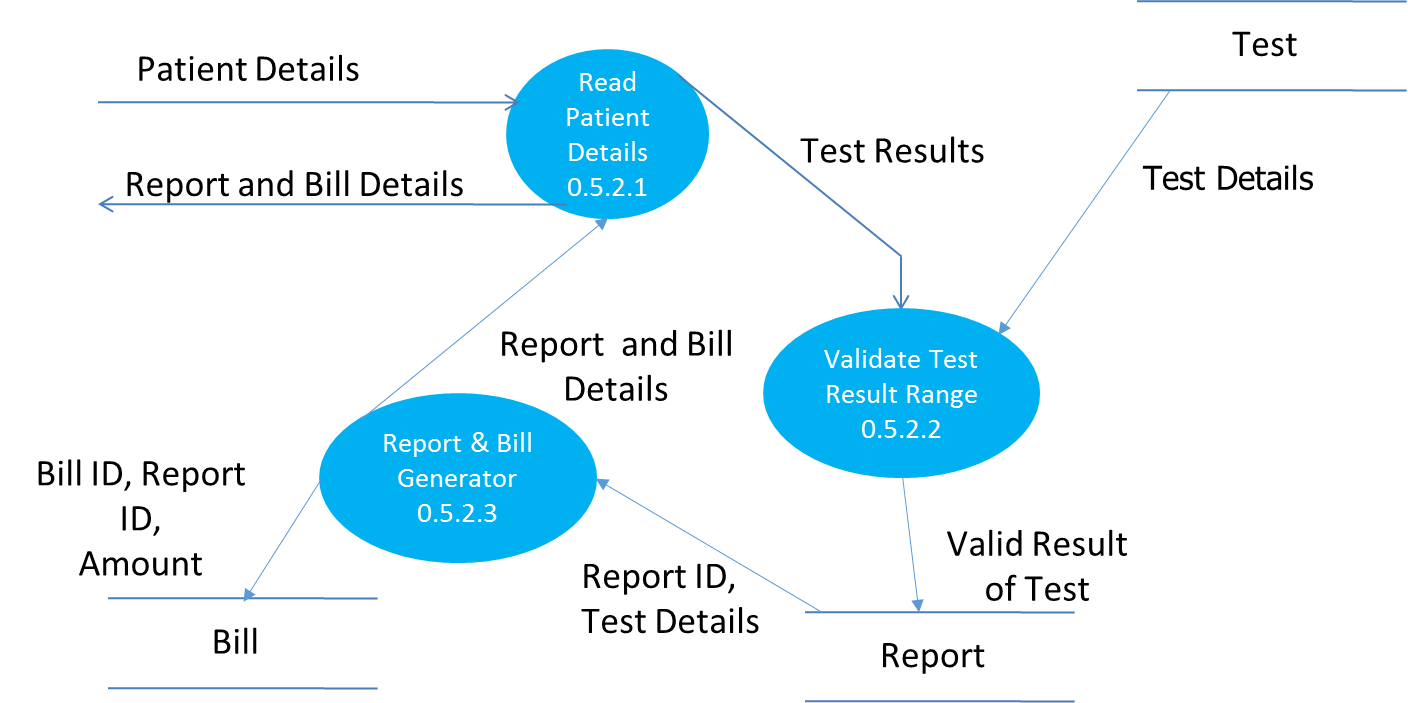 Test
Patient Details
Read
Patient
Details
0.5.2.1
Test Results
Test Details
Report and Bill Details
Report  and Bill
Details
Validate Test
Result Range
0.5.2.2
Report & Bill
Generator
0.5.2.3
Bill ID, Report
ID,
Amount
Valid Result
of Test
Report ID,
Test Details
Bill
Report